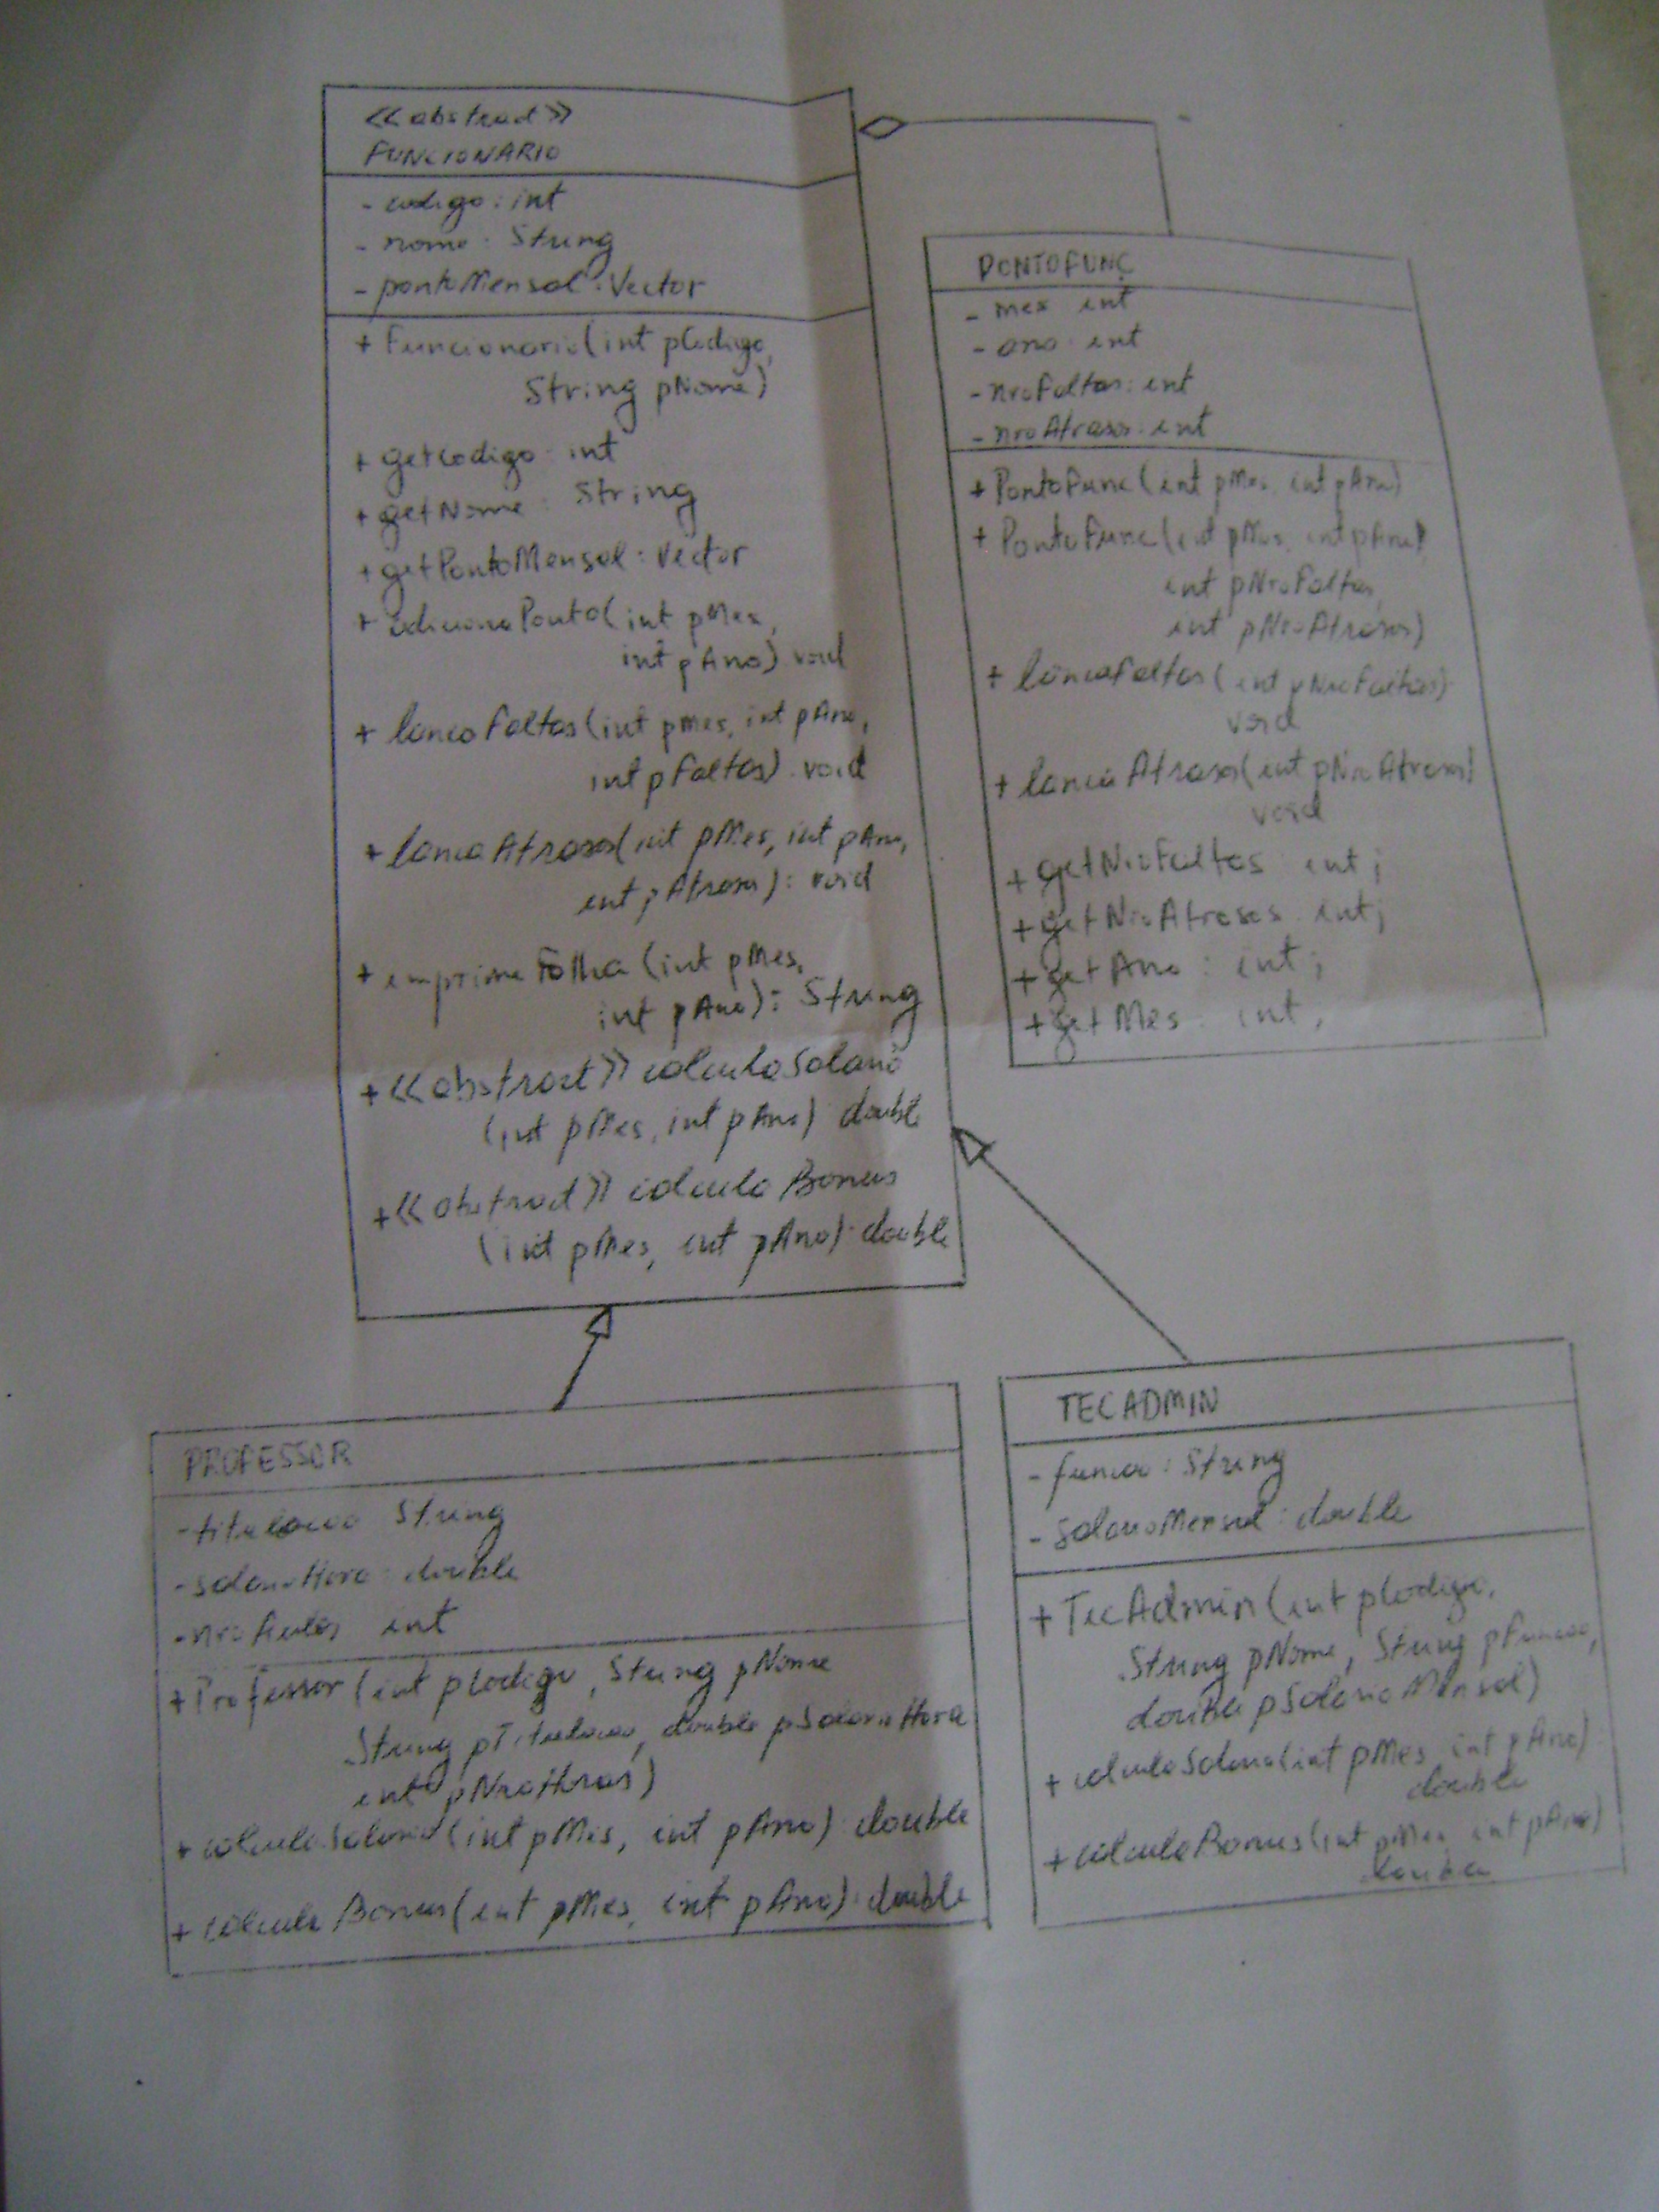 <<abstract>>
FUNCIONARIO
- codigo: int
- nome: String
- pontoMensal: Vector
+ Funcionario(int pCodigo,
String pNome)
+ getCodigo: int
+ getNome: String
+ getPontoMensal: Vector
+ adicionaPonto(int pMes,
int pAno) void
+ lancaFaltas(int pMes, int pAno,
int pFaltas): void
+ lancaAtrasos(int pMes, int pAno,
int pAtrasos): void
+ imprimeFolha (int pMes,
int pAno): String
+ <<abstract>> calculaSalario
(int pMes, int pAno): double
+ <<abstract>> calculaBonus
(int pMes, int pAno): double
PONTOFUNC
- mes int
- ano: int
- nroFaltas: int
- nroAtrasos: int
+ PontoFunc(int pMes, int pAno)
+ PontoFunc(int pMes, int pAno,
int pNroFaltas,
int pNroAtrasos)
+ lancaFaltas(int pNroFaltas):
void
+ lancaAtrasos(int pNroAtrasos)
void
+ getNroFaltas int;
+ getNroAtrasos: int;
+ getAno: int;
+ getMes: int;
PROFESSOR
- titulacao String
- salarioHora: double
- nroAulas int
+ Professor(int pCodigo, String pNome
String pTitulacao, double pSalarioHora
int pNroHoras)
+ calculaSalario(int pMes, int pAno): double
+ calculaBonus(int pMes, int pAno): double
TECADMIN
- funcao: String
- salarioMensal: double
+ TecAdmin(int pCodigo,
String pNome, String pFuncao,
double pSalarioMensal)
+ calculaSalario(int pMes, int pAno)
double
+ calculaBonus(int pMes, int pAno)
double